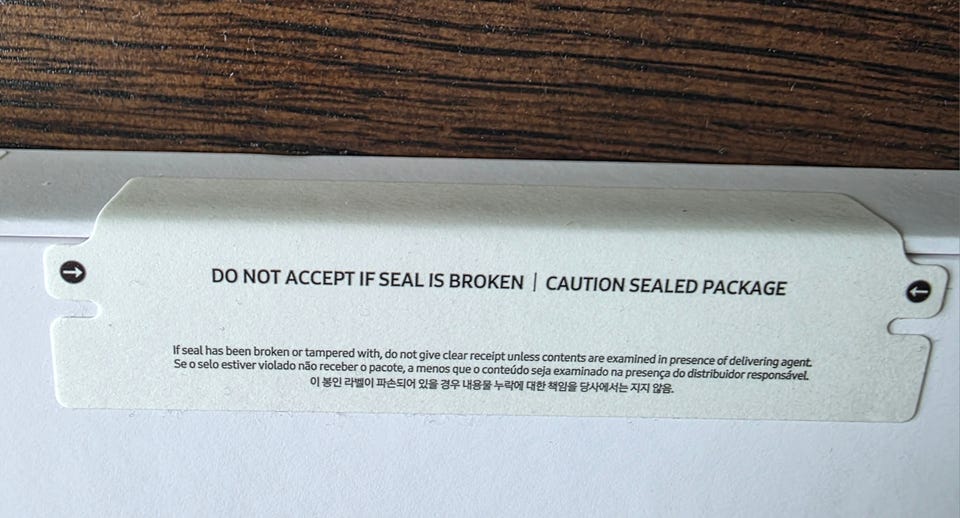 DO NOT ACCEPT IF SEAL IS BROKEN | CAUTION SEALED PACKAGE
If seal has been broken or tampered with, do not give clear receipt unless contents are examined in presence of delivering agent.
Se o selo estiver violado não receber o pacote, a menos que o conteúdo seja examinado na presença do distribuidor responsável.
이 봉인 라벨이 파손되어 있을 경우 내용물 누락에 대한 책임을 당사에서는 지지 않음.